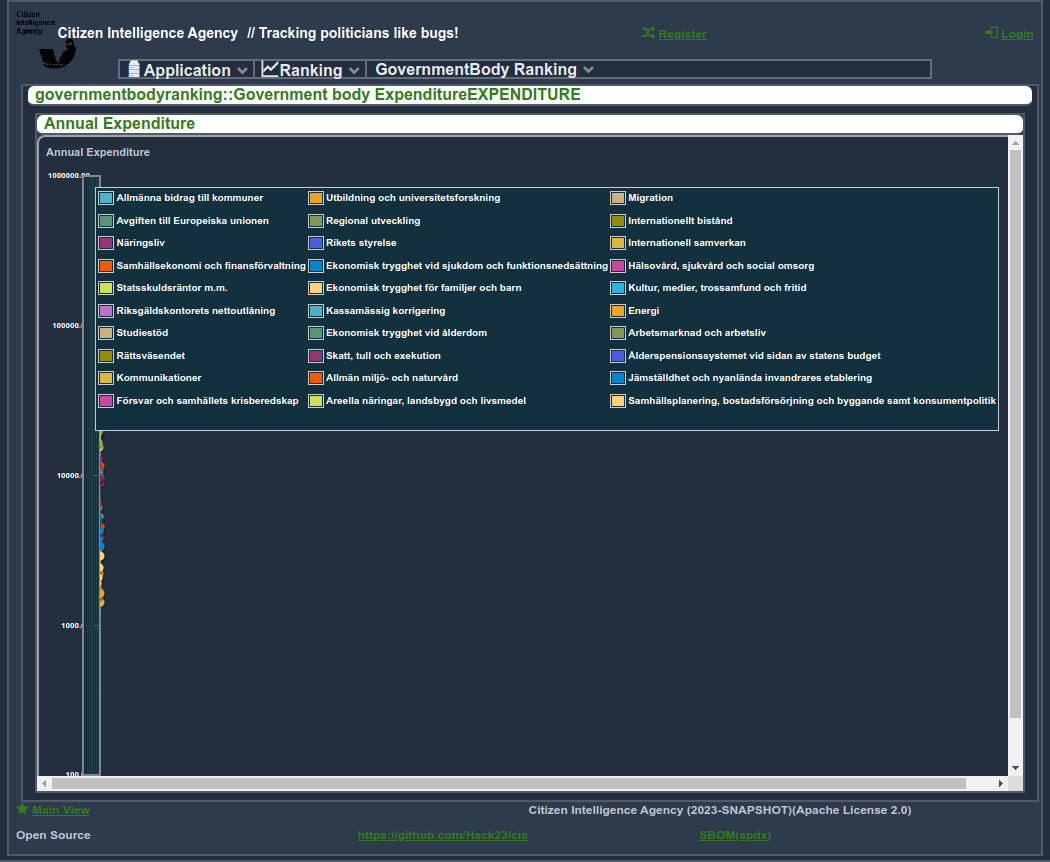 Citizen
Intelligence
Agency
Citizen Intelligence Agency // Tracking politicians like bugs!
Register
Login
Application
Ranking
GovernmentBody Ranking
governmentbodyranking::Government body ExpenditureEXPENDITURE
Annual Expenditure
Annual Expenditure
1000000.00
Allmänna bidrag till kommuner
Utbildning och universitetsforskning
Migration
Avgiften till Europeiska unionen
Regional utveckling
Internationellt bistånd
Näringsliv
Rikets styrelse
Internationell samverkan
Samhällsekonomi och finansförvaltning
Ekonomisk trygghet vid sjukdom och funktionsnedsättning
Hälsovård, sjukvård och social omsorg
Statsskuldsräntor m.m.
Ekonomisk trygghet för familjer och barn
Kultur, medier, trossamfund och fritid
Riksgäldskontorets nettoutlåning
Kassamässig korrigering
Energi
100000.
Studiestöd
Ekonomisk trygghet vid ålderdom
Arbetsmarknad och arbetsliv
Rättsväsendet
Skatt, tull och exekution
Ålderspensionssystemet vid sidan av statens budget
Kommunikationer
Allmän miljö- och naturvård
Jämställdhet och nyanlända invandrares etablering
Försvar och samhällets krisberedskap
Areella näringar, landsbygd och livsmedel
Samhällsplanering, bostadsförsörjning och byggande samt konsumentpolitik
10000.
1000.
100
Main View
Citizen Intelligence Agency (2023-SNAPSHOT)(Apache License 2.0)
Open Source
https://github.com/Hack23/cia
SBOM(spdx)